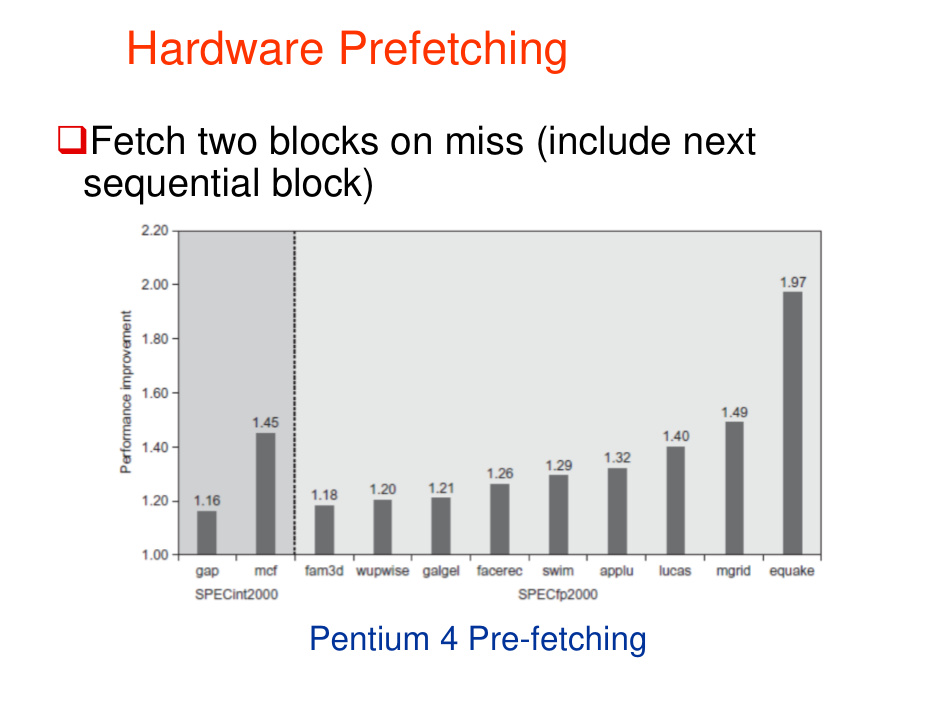 Hardware Prefetching
❑Fetch two blocks on miss (include next
sequential block)
2.20
2.00
1.80
1.60
1.40
1.20
1.00
Performance improvement
1.16
1.45
1.18
1.20
1.21
1.26
1.29
1.32
1.40
1.49
1.97
gap mcf fam3d wupwise galgel facerec swim applu lucas mgrid equake
SPECint2000 SPECfp2000
Pentium 4 Pre-fetching